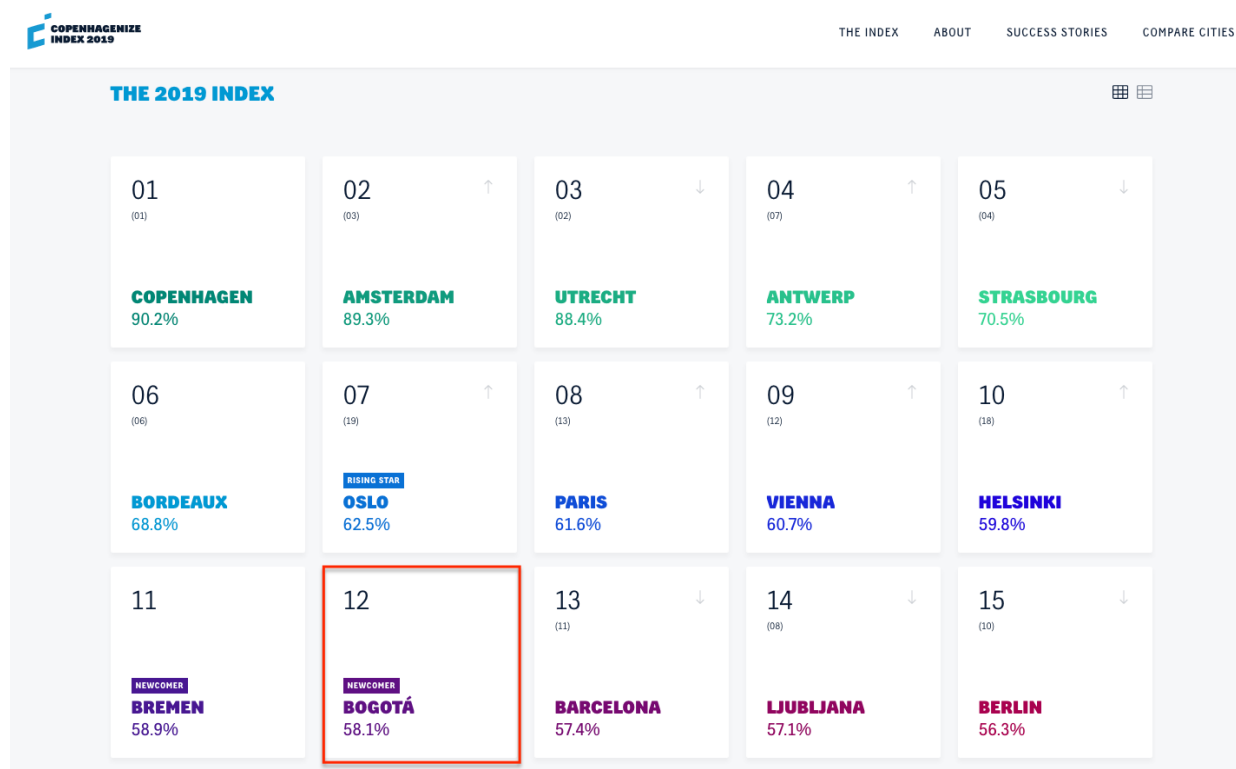 COPENHAGENIZE
INDEX 2019
THE INDEX
ABOUT
SUCCESS STORIES
COMPARE CITIES
THE 2019 INDEX
01
(01)
COPENHAGEN
90.2%
02
(03)
AMSTERDAM
89.3%
03
(02)
UTRECHT
88.4%
04
(07)
ANTWERP
73.2%
05
(04)
STRASBOURG
70.5%
06
(06)
BORDEAUX
68.8%
07
(19)
RISING STAR
OSLO
62.5%
08
(13)
PARIS
61.6%
09
(12)
VIENNA
60.7%
10
(18)
HELSINKI
59.8%
11
NEWCOMER
BREMEN
58.9%
12
NEWCOMER
BOGOTÁ
58.1%
13
(11)
BARCELONA
57.4%
14
(08)
LJUBLJANA
57.1%
15
(10)
BERLIN
56.3%